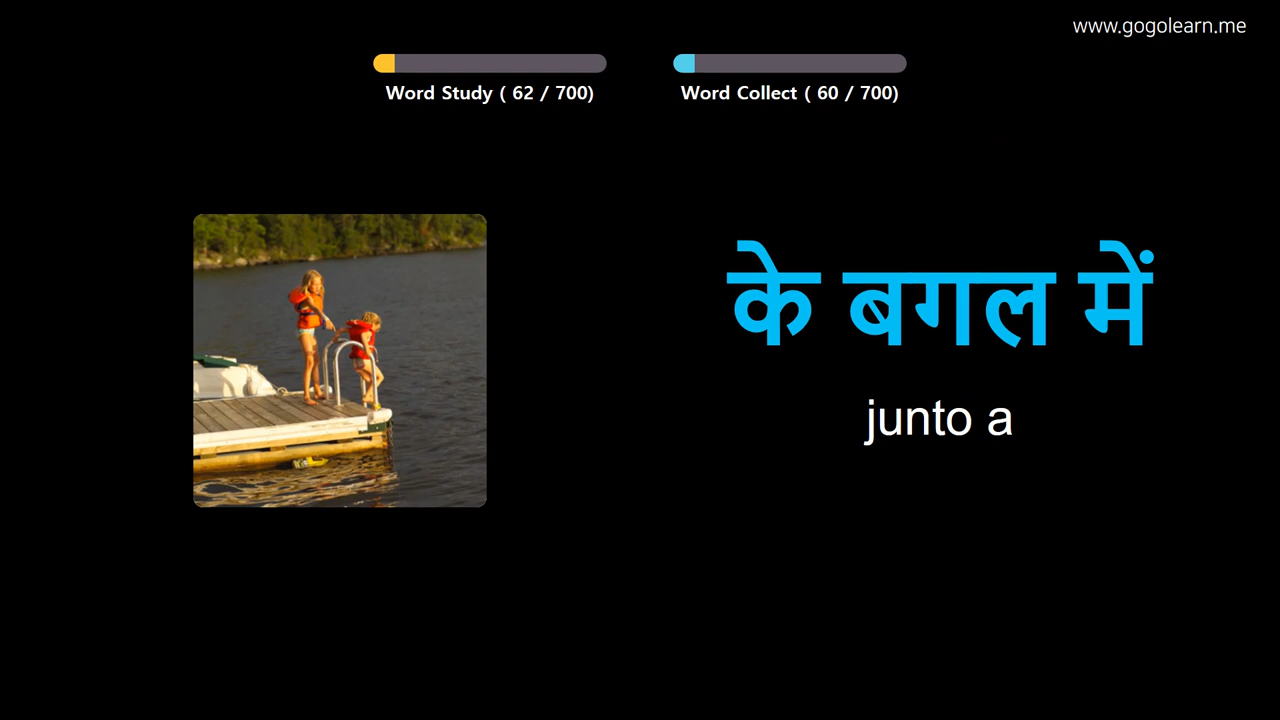 www.gogolearn.me
Word Study ( 62 / 700)
Word Collect ( 60 / 700)
के बगल में
junto a